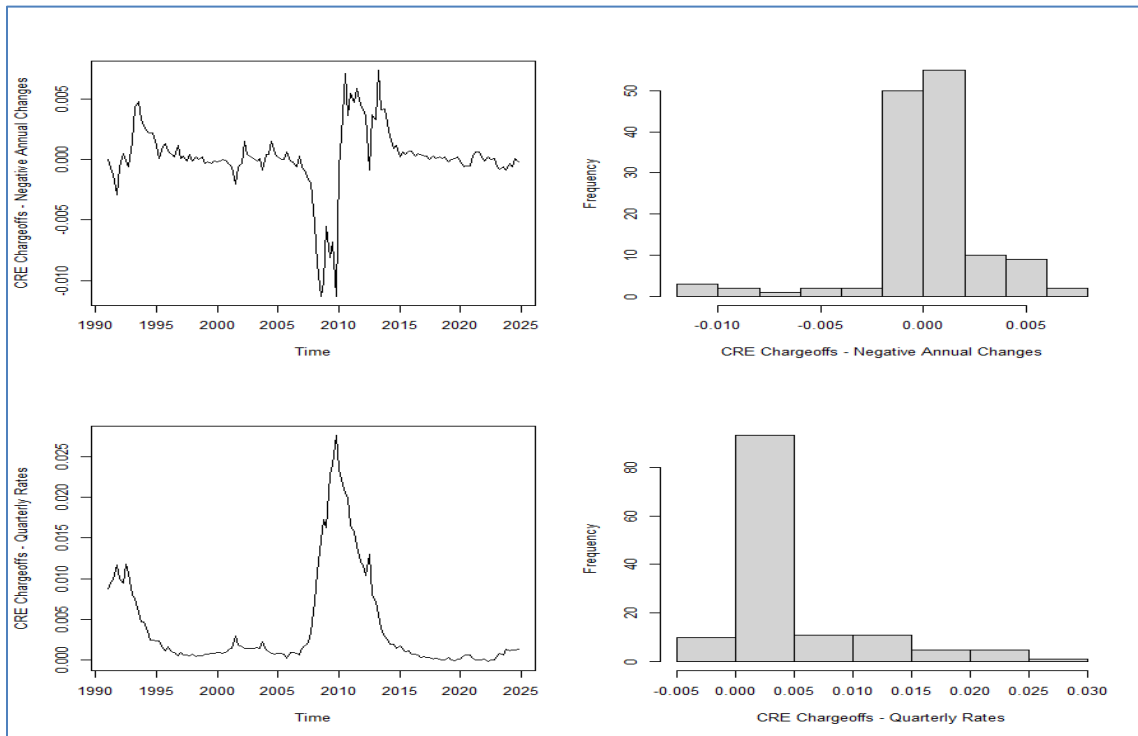 CRE Chargeoffs - Negative Annual Changes
0.005
0.000
-0.005
-0.010
1990 1995 2000 2005 2010 2015 2020 2025
Time
Frequency
50
40
30
20
10
0
-0.010 -0.005 0.000 0.005
CRE Chargeoffs - Negative Annual Changes
CRE Chargeoffs - Quarterly Rates
0.025
0.020
0.015
0.010
0.005
0.000
1990 1995 2000 2005 2010 2015 2020 2025
Time
Frequency
80
60
40
20
0
-0.005 0.000 0.005 0.010 0.015 0.020 0.025 0.030
CRE Chargeoffs - Quarterly Rates